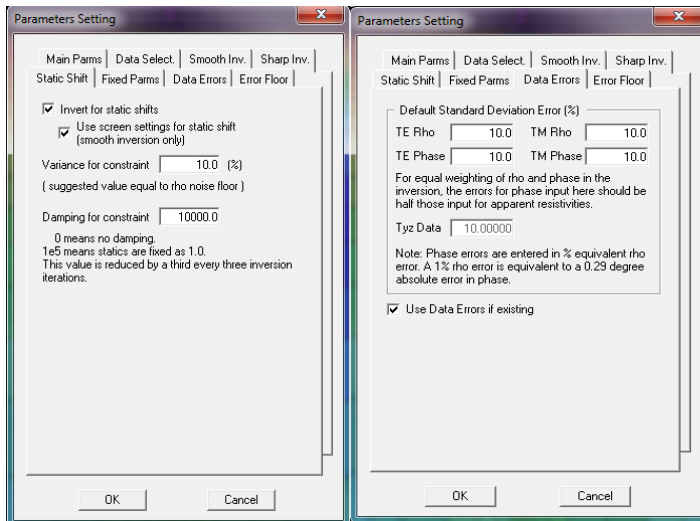 Parameters Setting
Main Parms Data Select. Smooth Inv. Sharp Inv.
Static Shift Fixed Parms Data Errors Error Floor
Invert for static shifts
Use screen settings for static shift
(smooth inversion only)
Variance for constraint 10.0 (%)
( suggested value equal to rho noise floor )
Damping for constraint 10000.0
0 means no damping.
1e5 means statics are fixed as 1.0.
This value is reduced by a third every three inversion
iterations.
OK Cancel
Parameters Setting
Main Parms Data Select. Smooth Inv. Sharp Inv.
Static Shift Fixed Parms Data Errors Error Floor
Default Standard Deviation Error (%)
TE Rho 10.0 TM Rho 10.0
TE Phase 10.0 TM Phase 10.0
For equal weighting of rho and phase in the
inversion, the errors for phase input here should be
half those input for apparent resistivities.
Tyz Data 10.00000
Note: Phase errors are entered in % equivalent rho
error. A 1% rho error is equivalent to a 0.29 degree
absolute error in phase.
Use Data Errors if existing
OK Cancel